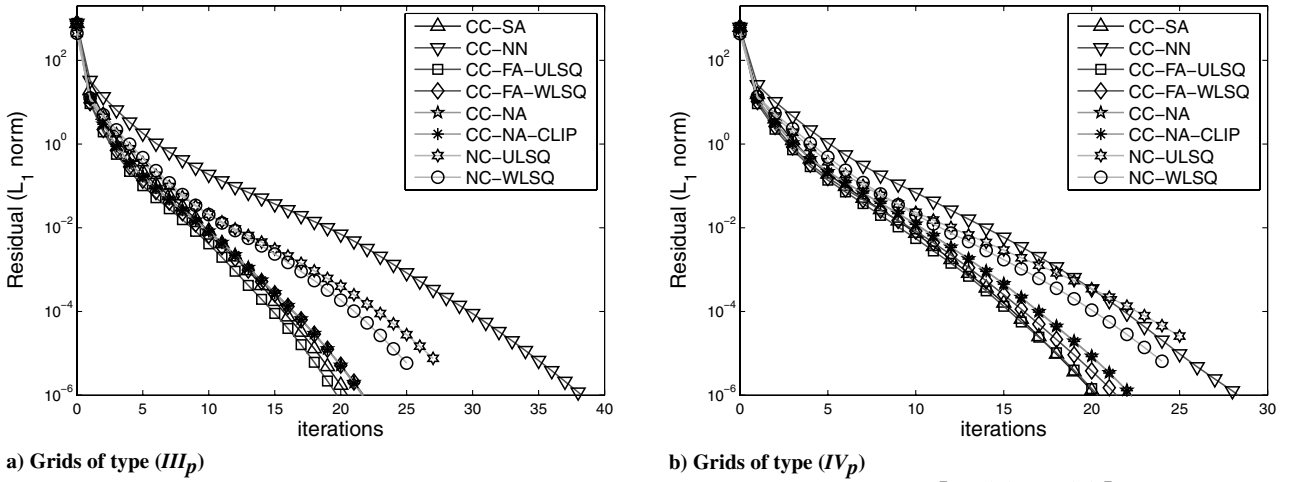 Residual (L1 norm)
10^2
10^0
10^-2
10^-4
10^-6
0 5 10 15 20 25 30 35 40
iterations
CC-SA
CC-NN
CC-FA-ULSQ
CC-FA-WLSQ
CC-NA
CC-NA-CLIP
NC-ULSQ
NC-WLSQ
a) Grids of type (IIIp)
Residual (L1 norm)
10^2
10^0
10^-2
10^-4
10^-6
0 5 10 15 20 25 30
iterations
CC-SA
CC-NN
CC-FA-ULSQ
CC-FA-WLSQ
CC-NA
CC-NA-CLIP
NC-ULSQ
NC-WLSQ
b) Grids of type (IVp)